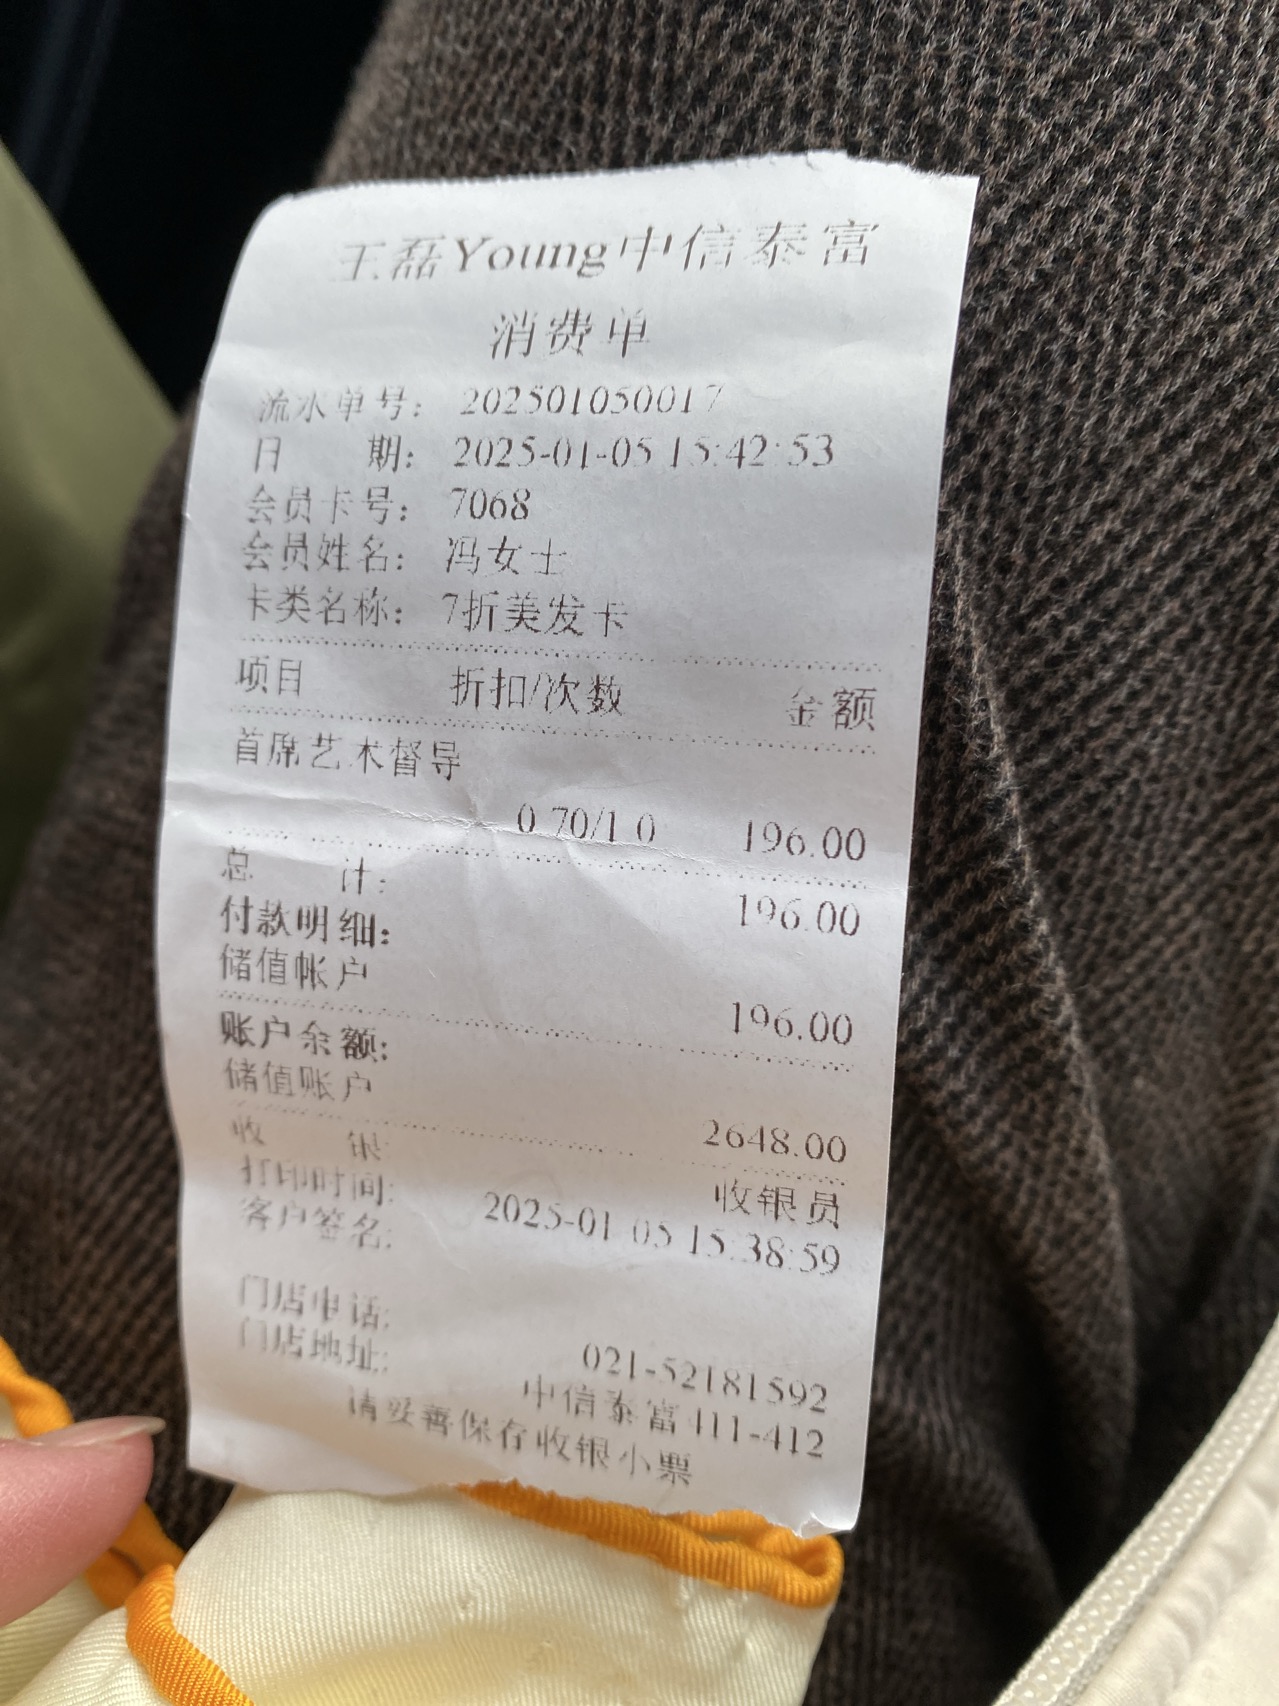 王磊Young中信泰富
消费单
流水单号： 202501050017
日 期： 2025-01-05 15:42:53
会员卡号： 7068
会员姓名： 冯女士
卡类名称： 7折美发卡
项目 折扣/次数 金额
首席艺术督导
0.70/1.0 196.00
总 计： 196.00
付款明细：
储值帐户 196.00
账户余额：
储值账户 2648.00
收 银: 收银员
打印时间: 2025-01-05 15:38:59
客户签名:
门店电话: 021-52181592
门店地址: 中信泰富411-412
请妥善保存收银小票